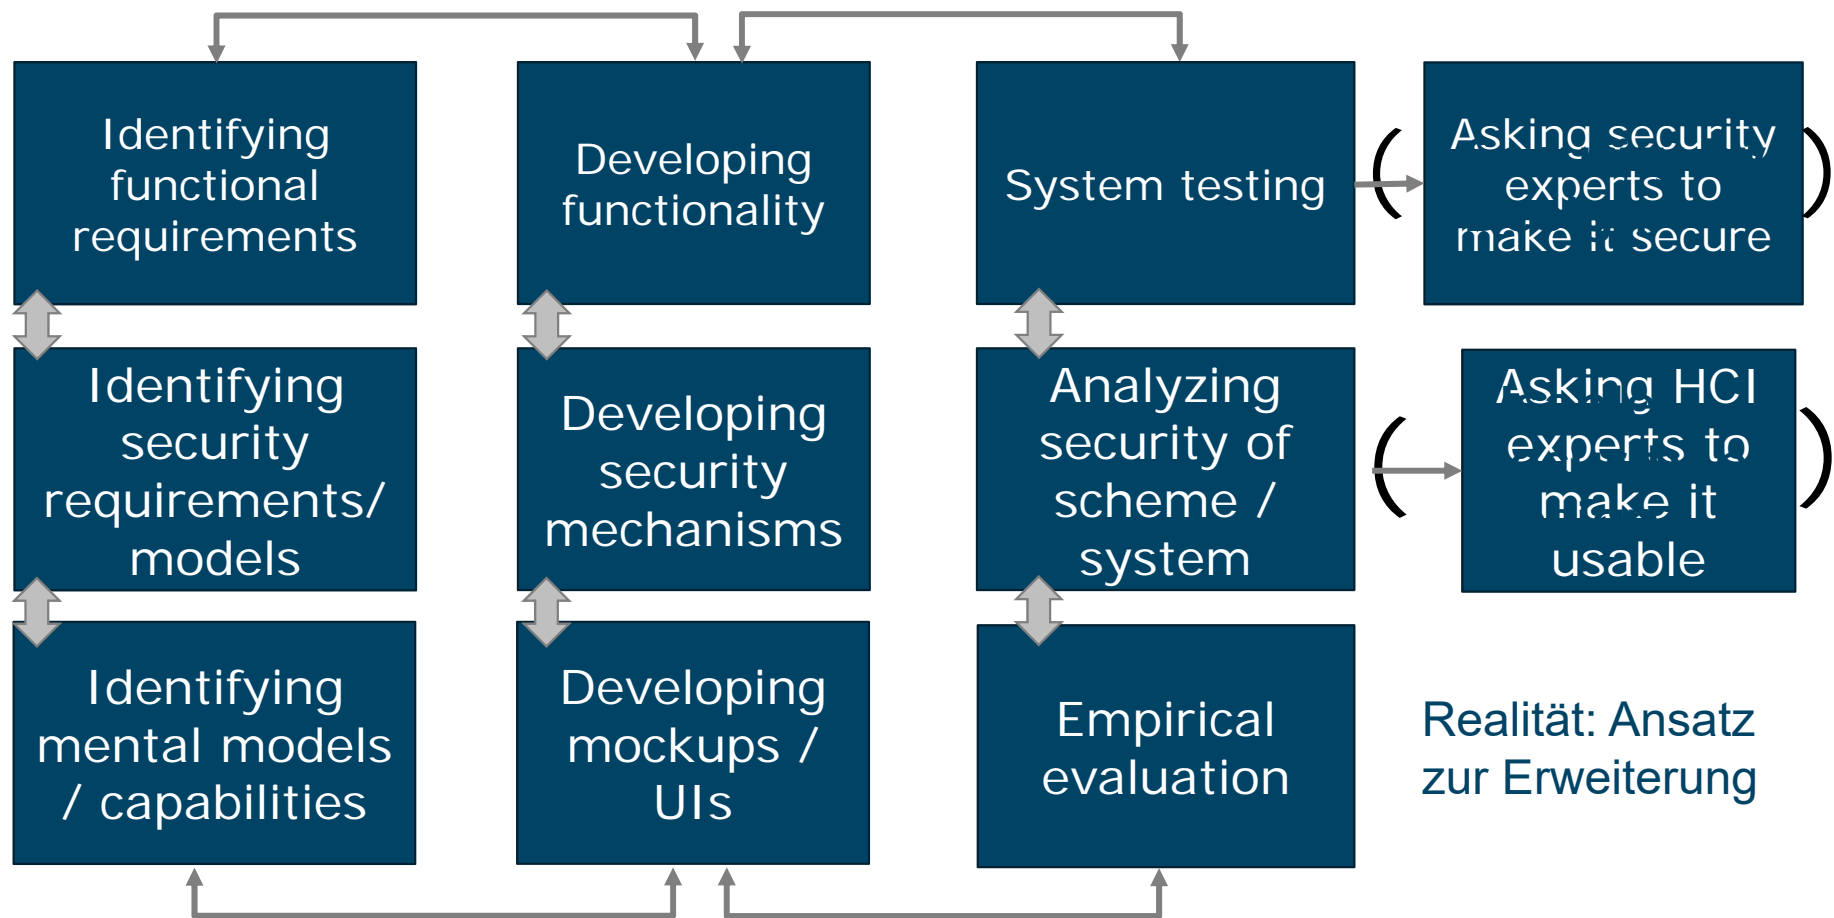 Identifying
functional
requirements
Developing
functionality
System testing
(
Asking security
experts to
make it secure
)
Identifying
security
requirements/
models
Developing
security
mechanisms
Analyzing
security of
scheme /
system
(
Asking HCI
experts to
make it
usable
)
Identifying
mental models
/ capabilities
Developing
mockups /
UIs
Empirical
evaluation
Realität: Ansatz
zur Erweiterung